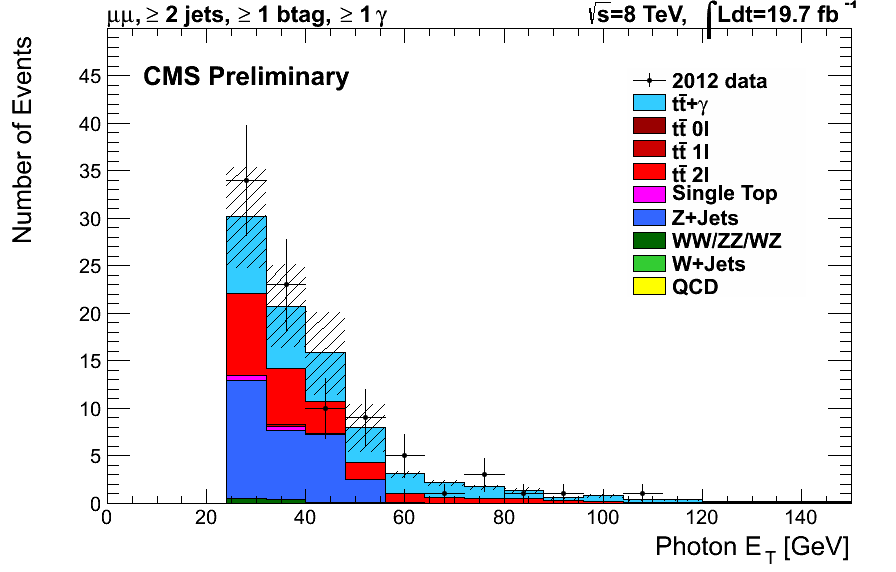 μμ, ≥ 2 jets, ≥ 1 btag, ≥ 1 γ
√s=8 TeV, ∫Ldt=19.7 fb⁻¹
CMS Preliminary
2012 data
tt̄+γ
tt̄ 0l
tt̄ 1l
tt̄ 2l
Single Top
Z+Jets
WW/ZZ/WZ
W+Jets
QCD
Number of Events
45
40
35
30
25
20
15
10
5
0
0 20 40 60 80 100 120 140
Photon E_T [GeV]